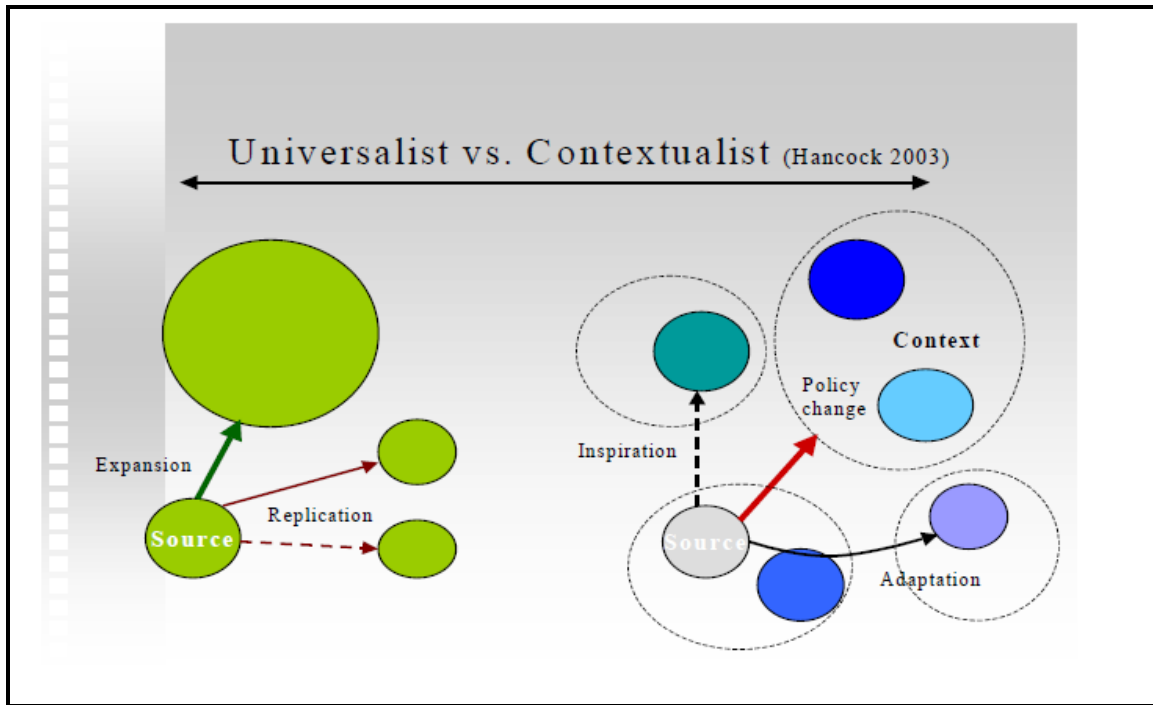 Universalist vs. Contextualist (Hancock 2003)
Expansion
Source
Replication
Inspiration
Context
Policy
change
Source
Adaptation